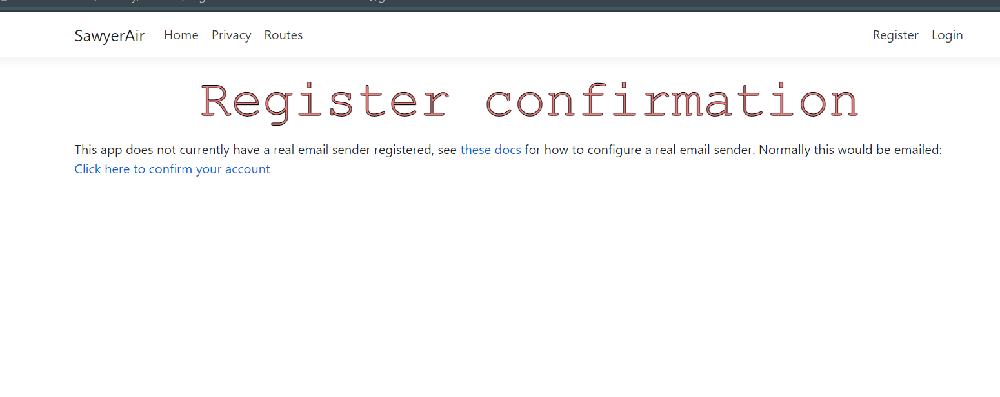 SawyerAir Home Privacy Routes Register Login
Register confirmation
This app does not currently have a real email sender registered, see these docs for how to configure a real email sender. Normally this would be emailed:
Click here to confirm your account